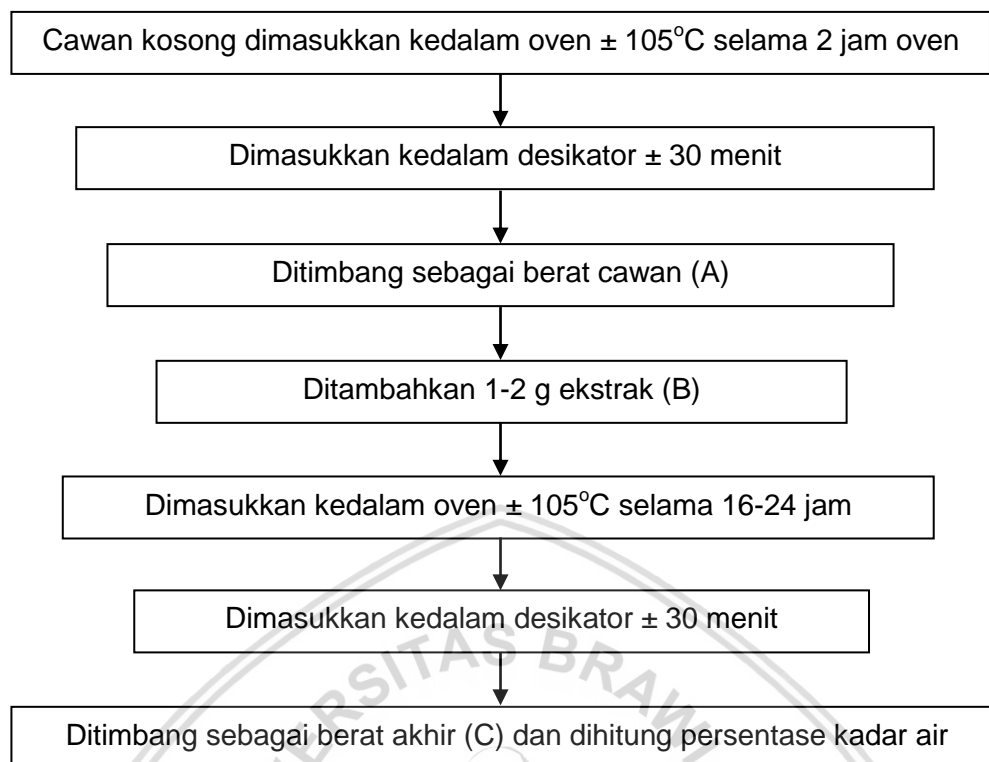 Cawan kosong dimasukkan kedalam oven ± 105°C selama 2 jam oven
Dimasukkan kedalam desikator ± 30 menit
Ditimbang sebagai berat cawan (A)
Ditambahkan 1-2 g ekstrak (B)
Dimasukkan kedalam oven ± 105°C selama 16-24 jam
Dimasukkan kedalam desikator ± 30 menit
Ditimbang sebagai berat akhir (C) dan dihitung persentase kadar air